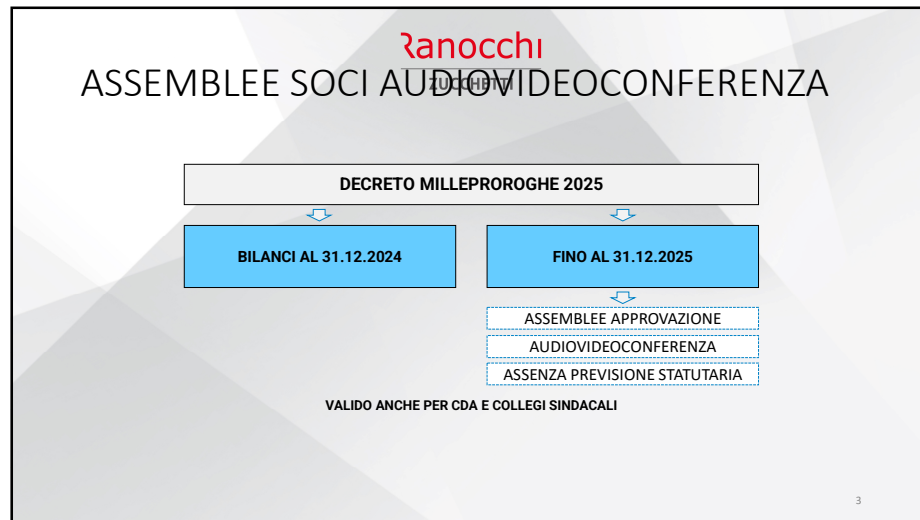 Ranocchi
ZUCCHETTI
ASSEMBLEE SOCI AUDIOVIDEOCONFERENZA
DECRETO MILLEPROROGHE 2025
BILANCI AL 31.12.2024
FINO AL 31.12.2025
ASSEMBLEE APPROVAZIONE
AUDIOVIDEOCONFERENZA
ASSENZA PREVISIONE STATUTARIA
VALIDO ANCHE PER CDA E COLLEGI SINDACALI
3